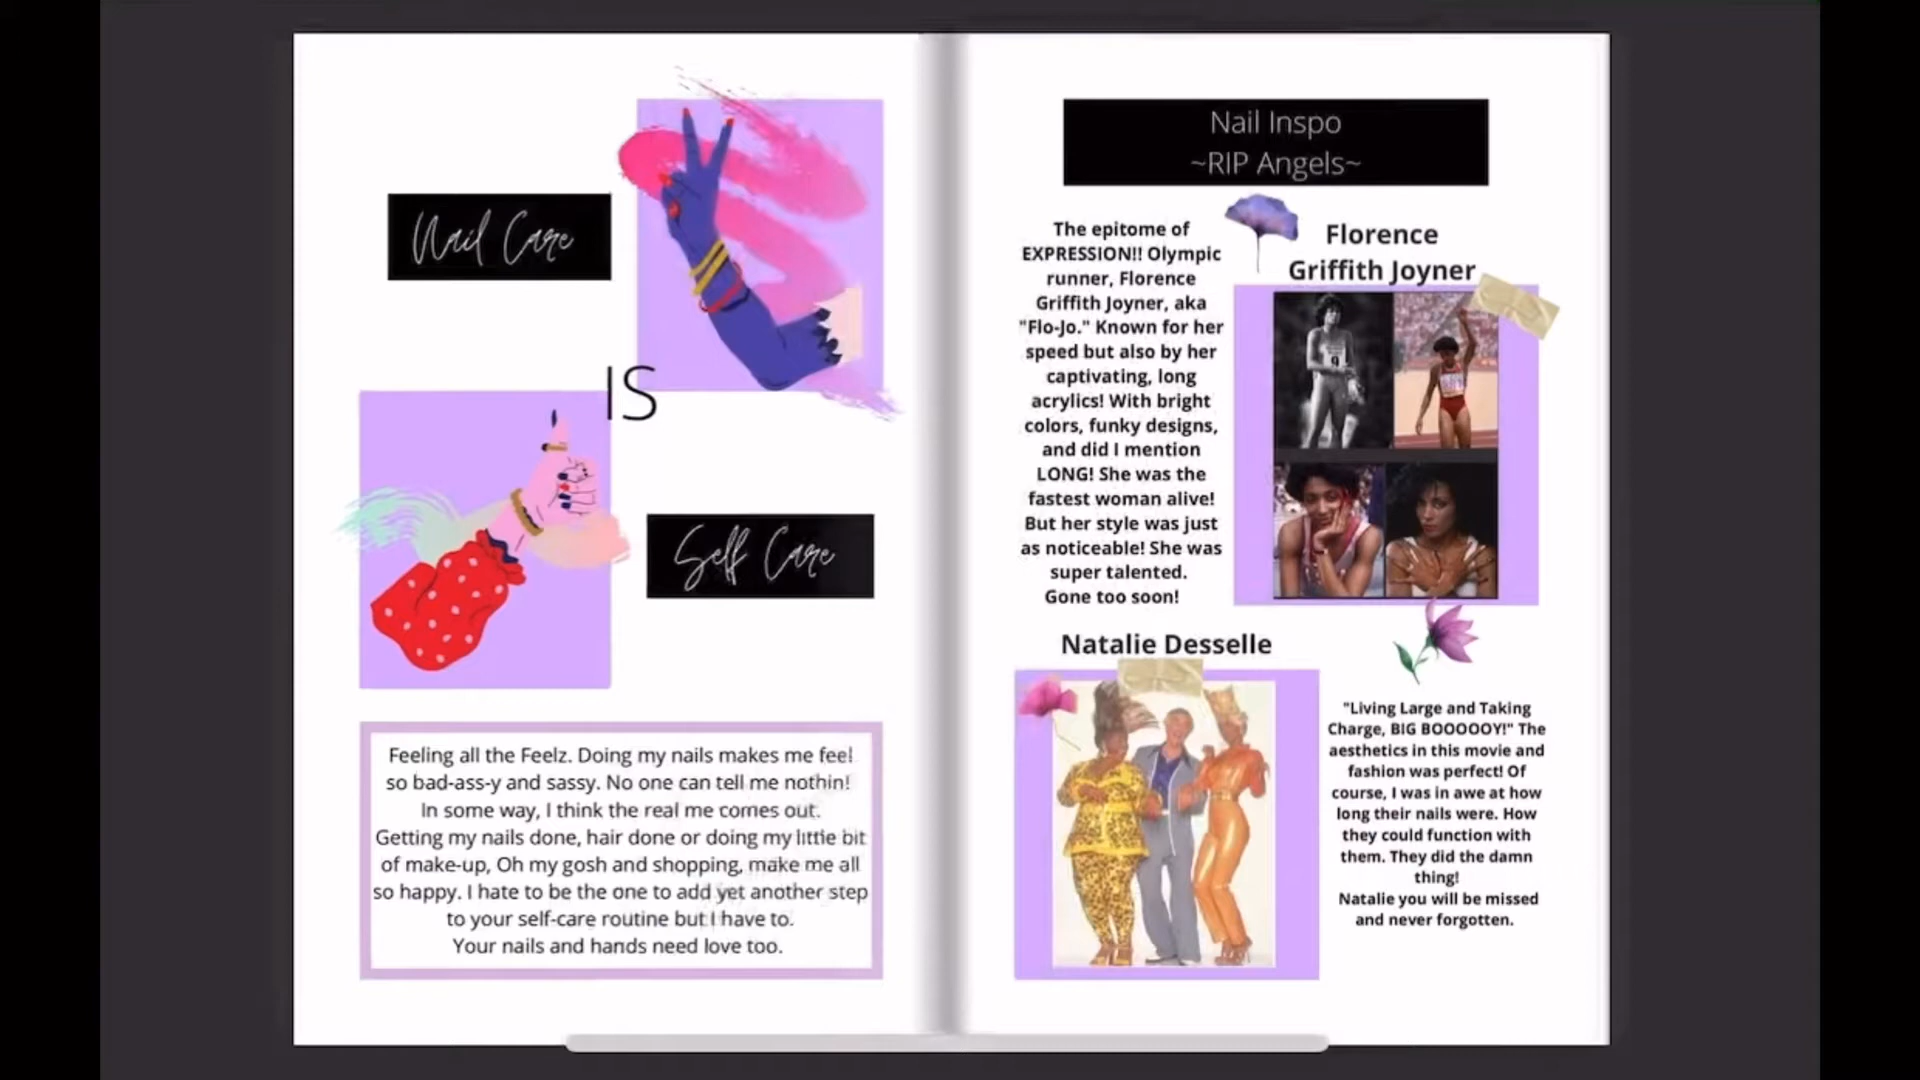 Nail Care
IS
Self Care
Feeling all the Feelz. Doing my nails makes me feel
so bad-ass-y and sassy. No one can tell me nothin!
In some way, I think the real me comes out.
Getting my nails done, hair done or doing my little bit
of make-up, Oh my gosh and shopping, make me all
so happy. I hate to be the one to add yet another step
to your self-care routine but I have to.
Your nails and hands need love too.
Nail Inspo
~RIP Angels~
The epitome of
EXPRESSION!! Olympic
runner, Florence
Griffith Joyner, aka
"Flo-Jo." Known for her
speed but also by her
captivating, long
acrylics! With bright
colors, funky designs,
and did I mention
LONG! She was the
fastest woman alive!
But her style was just
as noticeable! She was
super talented.
Gone too soon!
Florence
Griffith Joyner
Natalie Desselle
"Living Large and Taking
Charge, BIG BOOOOOY!" The
aesthetics in this movie and
fashion was perfect! Of
course, I was in awe at how
long their nails were. How
they could function with
them. They did the damn
thing!
Natalie you will be missed
and never forgotten.